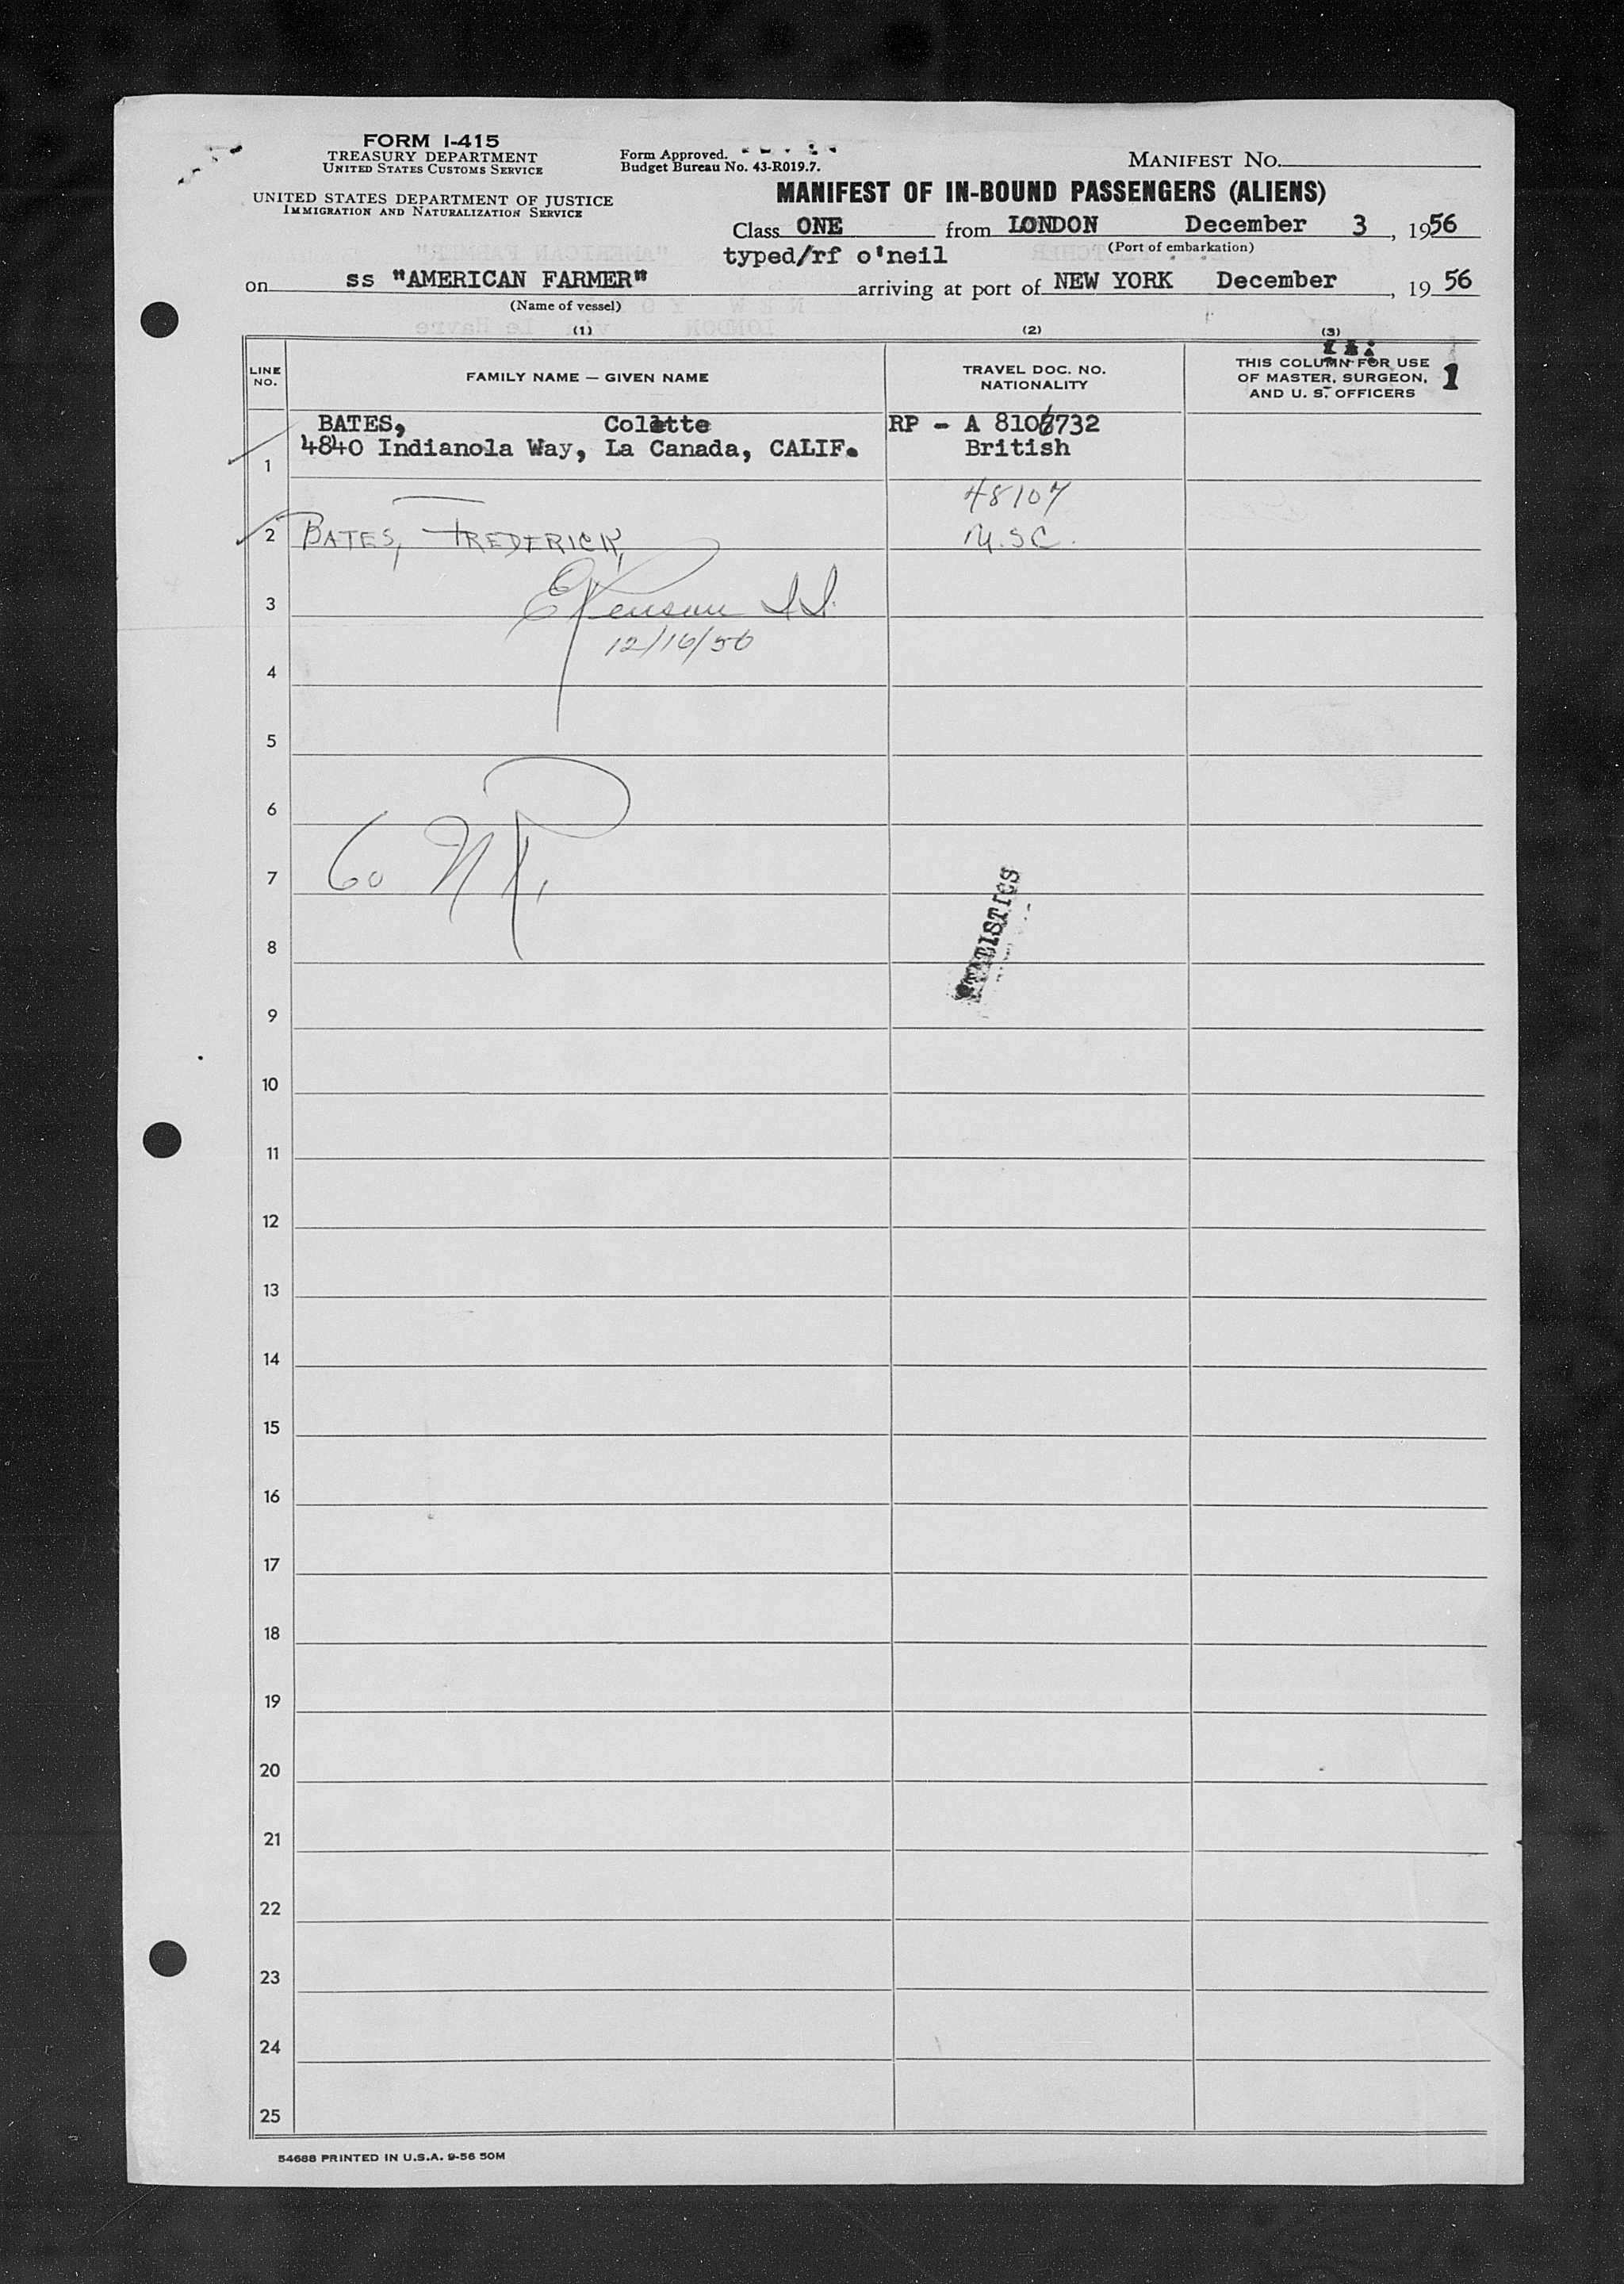 FORM I-415
TREASURY DEPARTMENT
UNITED STATES CUSTOMS SERVICE
UNITED STATES DEPARTMENT OF JUSTICE
IMMIGRATION AND NATURALIZATION SERVICE
Form Approved.
Budget Bureau No. 43-R019.7.
MANIFEST NO.
MANIFEST OF IN-BOUND PASSENGERS (ALIENS)
Class ONE from LONDON December 3, 1956
(Port of embarkation)
typed/rf o'neil
on ss "AMERICAN FARMER" arriving at port of NEW YORK December, 1956
(Name of vessel)
(1) (2) (3)
LINE NO.
FAMILY NAME — GIVEN NAME
TRAVEL DOC. NO.
NATIONALITY
THIS COLUMN FOR USE
OF MASTER, SURGEON,
AND U. S. OFFICERS
1
BATES, Colette RP - A 8106732
1 4840 Indianola Way, La Canada, CALIF. British
48107
2 BATES, FREDERICK,
3
12/16/56
4
5
6
7
STATISTICS
8
9
10
11
12
13
14
15
16
17
18
19
20
21
22
23
24
25
54688 PRINTED IN U.S.A. 9-56 50M